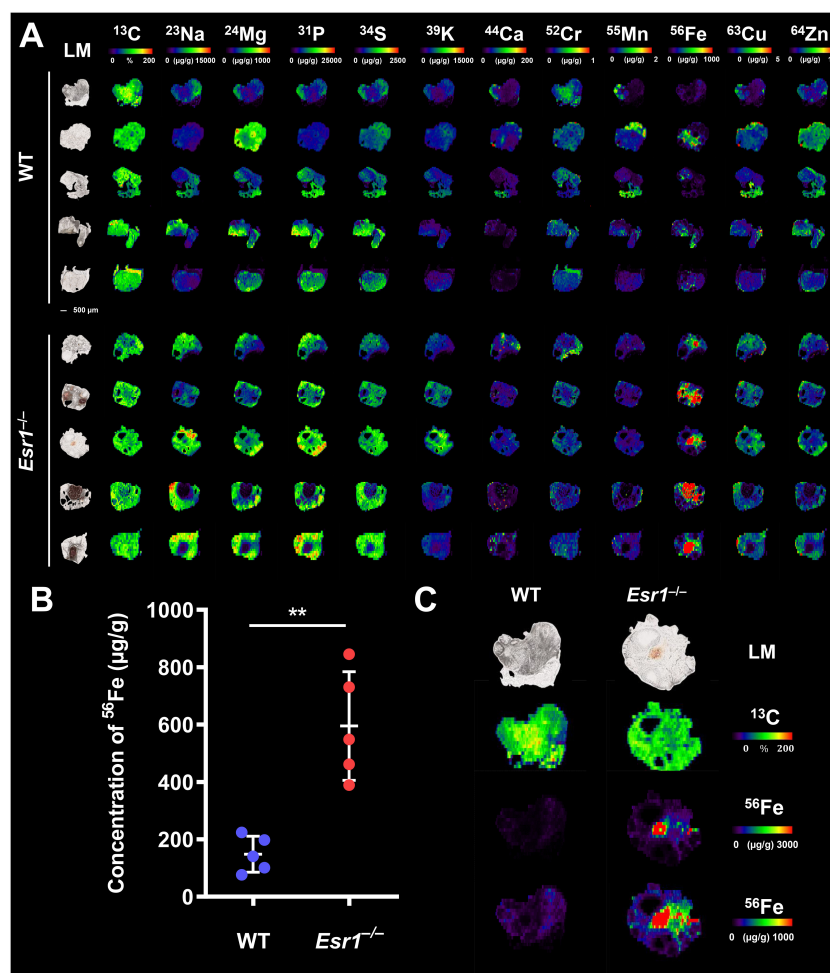 A
LM
¹³C ²³Na ²⁴Mg ³¹P ³⁴S ³⁹K ⁴⁴Ca ⁵²Cr ⁵⁵Mn ⁵⁶Fe ⁶³Cu ⁶⁴Zn
0 % 200 0 (µg/g) 15000 0 (µg/g) 1000 0 (µg/g) 25000 0 (µg/g) 2500 0 (µg/g) 15000 0 (µg/g) 200 0 (µg/g) 1 0 (µg/g) 2 0 (µg/g) 1000 0 (µg/g) 5 0 (µg/g)
WT
500 µm
Esr1⁻/⁻
B
Concentration of ⁵⁶Fe (µg/g)
1000
800
600
400
200
0
**
WT Esr1⁻/⁻
C
WT Esr1⁻/⁻
LM
¹³C
0 % 200
⁵⁶Fe
0 (µg/g) 3000
⁵⁶Fe
0 (µg/g) 1000